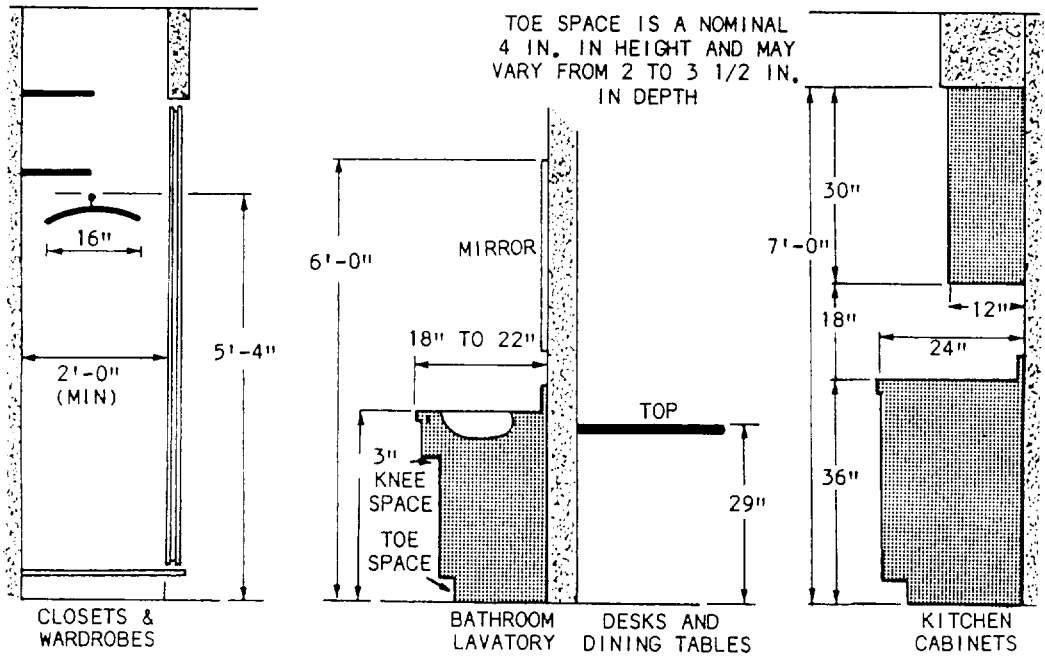 TOE SPACE IS A NOMINAL
4 IN. IN HEIGHT AND MAY
VARY FROM 2 TO 3 1/2 IN.
IN DEPTH
16"
2'-0"
(MIN)
5'-4"
CLOSETS &
WARDROBES
6'-0"
MIRROR
18" TO 22"
3"
KNEE
SPACE
TOE
SPACE
BATHROOM
LAVATORY
TOP
29"
DESKS AND
DINING TABLES
7'-0"
30"
12"
18"
24"
36"
KITCHEN
CABINETS